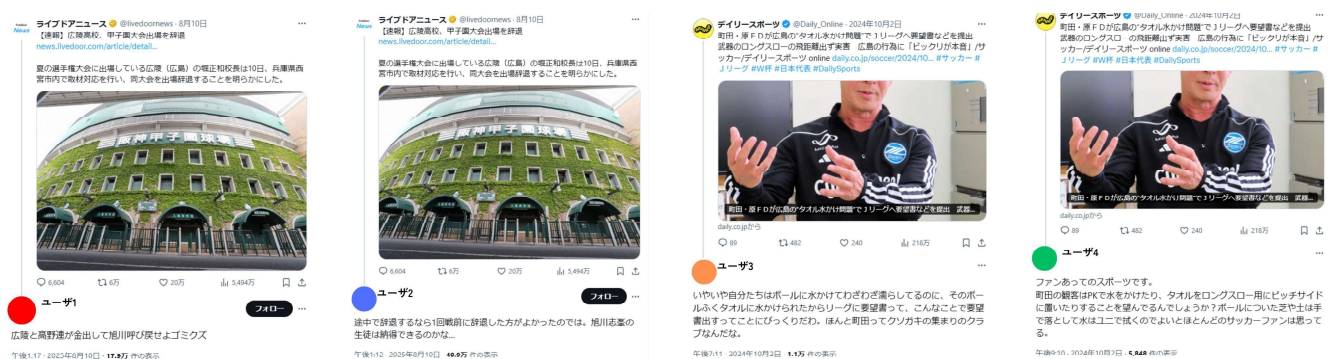 ライブドアニュース @livedoornews · 8月10日
【速報】広陵高校、甲子園大会出場を辞退
news.livedoor.com/article/detail...
夏の選手権大会に出場している広陵(広島)の堀正和校長は10日、兵庫県西
宮市内で取材対応を行い、同大会を出場辞退することを明らかにした。
阪神甲子園球場
6,604 6万 20万 5,494万
ユーザ1
フォロー
広陵と高野連が金出して旭川呼び戻せよゴミクズ
午後1:17 · 2025年8月10日 · 17.9万 件の表示
ライブドアニュース @livedoornews · 8月10日
【速報】広陵高校、甲子園大会出場を辞退
news.livedoor.com/article/detail...
夏の選手権大会に出場している広陵(広島)の堀正和校長は10日、兵庫県西
宮市内で取材対応を行い、同大会を出場辞退することを明らかにした。
阪神甲子園球場
6,604 6万 20万 5,494万
ユーザ2
フォロー
途中で辞退するなら1回戦前に辞退した方がよかったのでは。旭川志峯の
生徒は納得できるのかな...
午後1:12 · 2025年8月10日 · 40.9万 件の表示
デイリースポーツ @Daily_Online · 2024年10月2日
町田・原FDが広島の"タオル水かけ問題"でJリーグへ要望書などを提出
武器のロングスローの飛距離出ず実害 広島の行為に「ビックリが本音」/サ
ッカー/デイリースポーツ online daily.co.jp/soccer/2024/10... #サッカー #
Jリーグ #W杯 #日本代表 #DailySports
町田・原FDが広島の"タオル水かけ問題"でJリーグへ要望書などを提出 武器...
daily.co.jpから
89 482 240 218万
ユーザ3
いやいや自分たちはボールに水かけてわざわざ濡らしてるのに、そのボー
ルふくタオルに水かけられたからリーグに要望書って、こんなことで要望
書出すってことにびっくりだわ。ほんと町田ってクソガキの集まりのクラ
ブなんだな。
午後7:11 · 2024年10月2日 · 1.1万 件の表示
デイリースポーツ @Daily_Online · 2024年10月2日
町田・原FDが広島の"タオル水かけ問題"でJリーグへ要望書などを提出
武器のロングスローの飛距離出ず実害 広島の行為に「ビックリが本音」/サ
ッカー/デイリースポーツ online daily.co.jp/soccer/2024/10... #サッカー #
Jリーグ #W杯 #日本代表 #DailySports
町田・原FDが広島の"タオル水かけ問題"でJリーグへ要望書などを提出 武器...
daily.co.jpから
89 482 240 218万
ユーザ4
ファンあってのスポーツです。
町田の観客はPKで水をかけたり、タオルをロングスロー用にピッチサイド
に置いたりすることを望んでるんでしょうか?ボールについた芝や土は手
で落として水はユニで拭くのでよいとほとんどのサッカーファンは思って
る。
午後9:10 · 2024年10月2日 · 5,848 件の表示